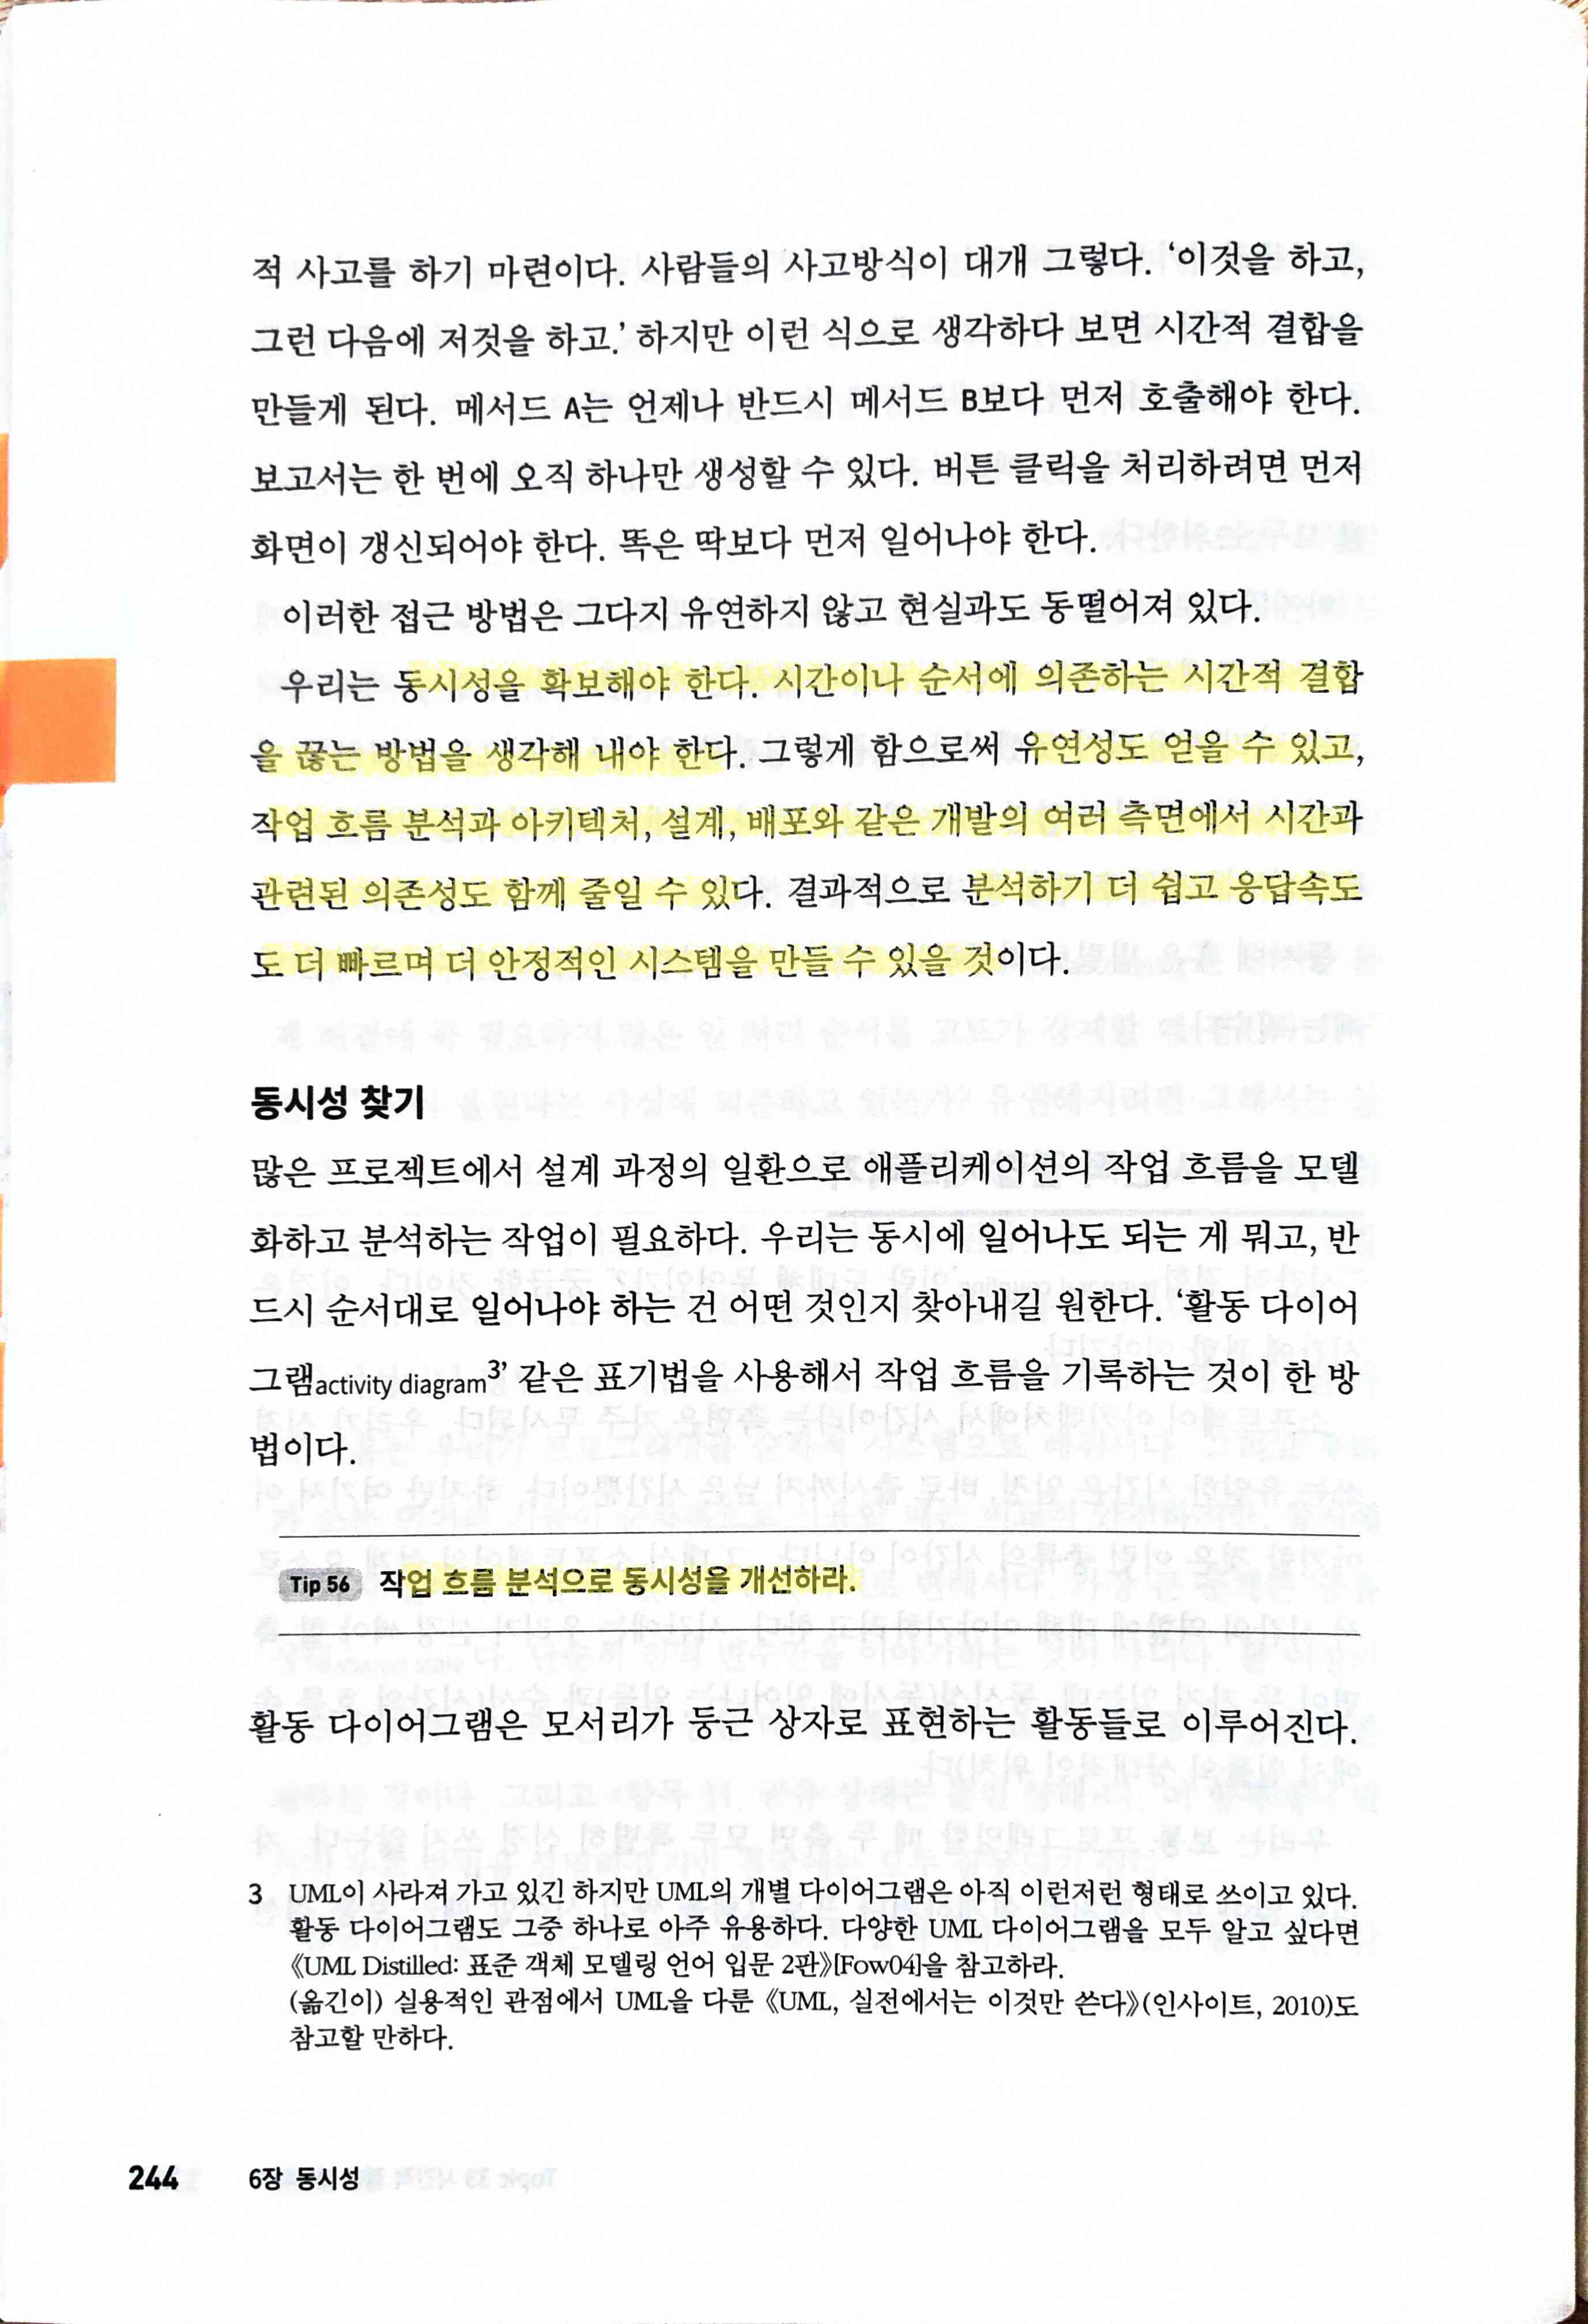 적 사고를 하기 마련이다. 사람들의 사고방식이 대개 그렇다. ‘이것을 하고,
그런 다음에 저것을 하고.’ 하지만 이런 식으로 생각하다 보면 시간적 결합을
만들게 된다. 메서드 A는 언제나 반드시 메서드 B보다 먼저 호출해야 한다.
보고서는 한 번에 오직 하나만 생성할 수 있다. 버튼 클릭을 처리하려면 먼저
화면이 갱신되어야 한다. 똑은 딱보다 먼저 일어나야 한다.
이러한 접근 방법은 그다지 유연하지 않고 현실과도 동떨어져 있다.
우리는 동시성을 확보해야 한다. 시간이나 순서에 의존하는 시간적 결합
을 끊는 방법을 생각해 내야 한다. 그렇게 함으로써 유연성도 얻을 수 있고,
작업 흐름 분석과 아키텍처, 설계, 배포와 같은 개발의 여러 측면에서 시간과
관련된 의존성도 함께 줄일 수 있다. 결과적으로 분석하기 더 쉽고 응답속도
도 더 빠르며 더 안정적인 시스템을 만들 수 있을 것이다.
동시성 찾기
많은 프로젝트에서 설계 과정의 일환으로 애플리케이션의 작업 흐름을 모델
화하고 분석하는 작업이 필요하다. 우리는 동시에 일어나도 되는 게 뭐고, 반
드시 순서대로 일어나야 하는 건 어떤 것인지 찾아내길 원한다. ‘활동 다이어
그램activity diagram³’ 같은 표기법을 사용해서 작업 흐름을 기록하는 것이 한 방
법이다.
Tip 56 작업 흐름 분석으로 동시성을 개선하라.
활동 다이어그램은 모서리가 둥근 상자로 표현하는 활동들로 이루어진다.
3 UML이 사라져 가고 있긴 하지만 UML의 개별 다이어그램은 아직 이런저런 형태로 쓰이고 있다.
활동 다이어그램도 그중 하나로 아주 유용하다. 다양한 UML 다이어그램을 모두 알고 싶다면
《UML Distilled: 표준 객체 모델링 언어 입문 2판》[Fow04]을 참고하라.
(옮긴이) 실용적인 관점에서 UML을 다룬 《UML, 실전에서는 이것만 쓴다》(인사이트, 2010)도
참고할 만하다.
244 6장 동시성